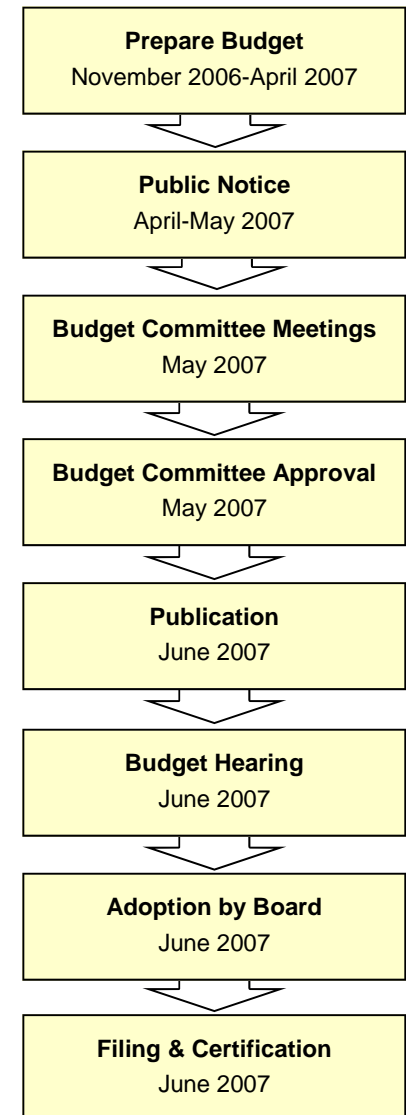 Prepare Budget
November 2006-April 2007
Public Notice
April-May 2007
Budget Committee Meetings
May 2007
Budget Committee Approval
May 2007
Publication
June 2007
Budget Hearing
June 2007
Adoption by Board
June 2007
Filing & Certification
June 2007